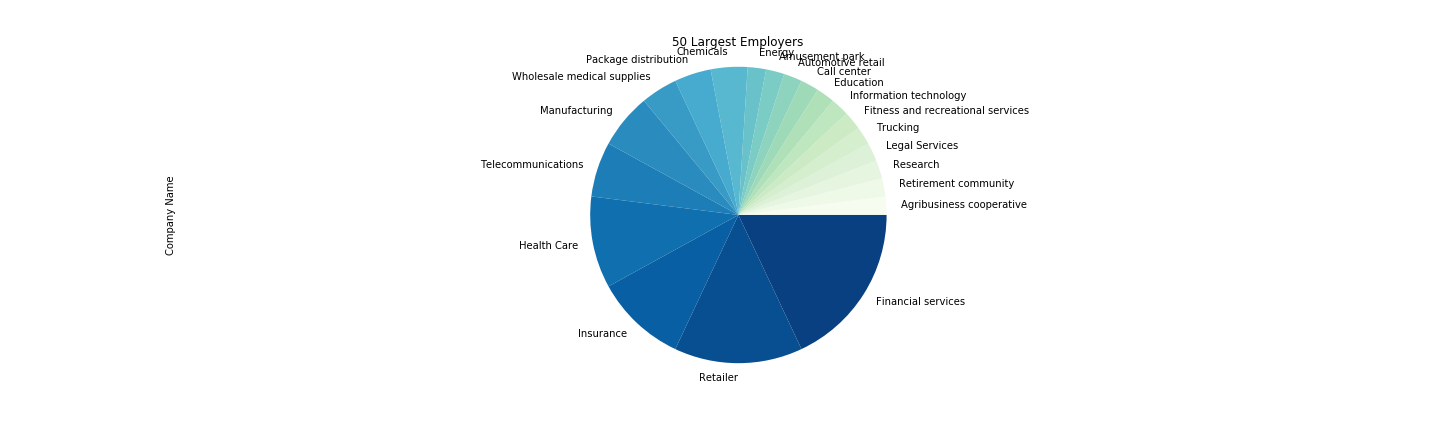 50 Largest Employers
Chemicals
Energy
Amusement park
Package distribution
Automotive retail
Call center
Wholesale medical supplies
Education
Information technology
Manufacturing
Fitness and recreational services
Trucking
Legal Services
Telecommunications
Research
Retirement community
Agribusiness cooperative
Company Name
Health Care
Financial services
Insurance
Retailer